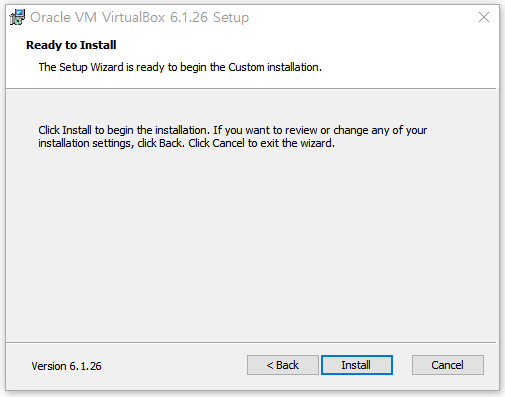 Oracle VM VirtualBox 6.1.26 Setup
Ready to Install
The Setup Wizard is ready to begin the Custom installation.
Click Install to begin the installation. If you want to review or change any of your
installation settings, click Back. Click Cancel to exit the wizard.
Version 6.1.26
< Back
Install
Cancel